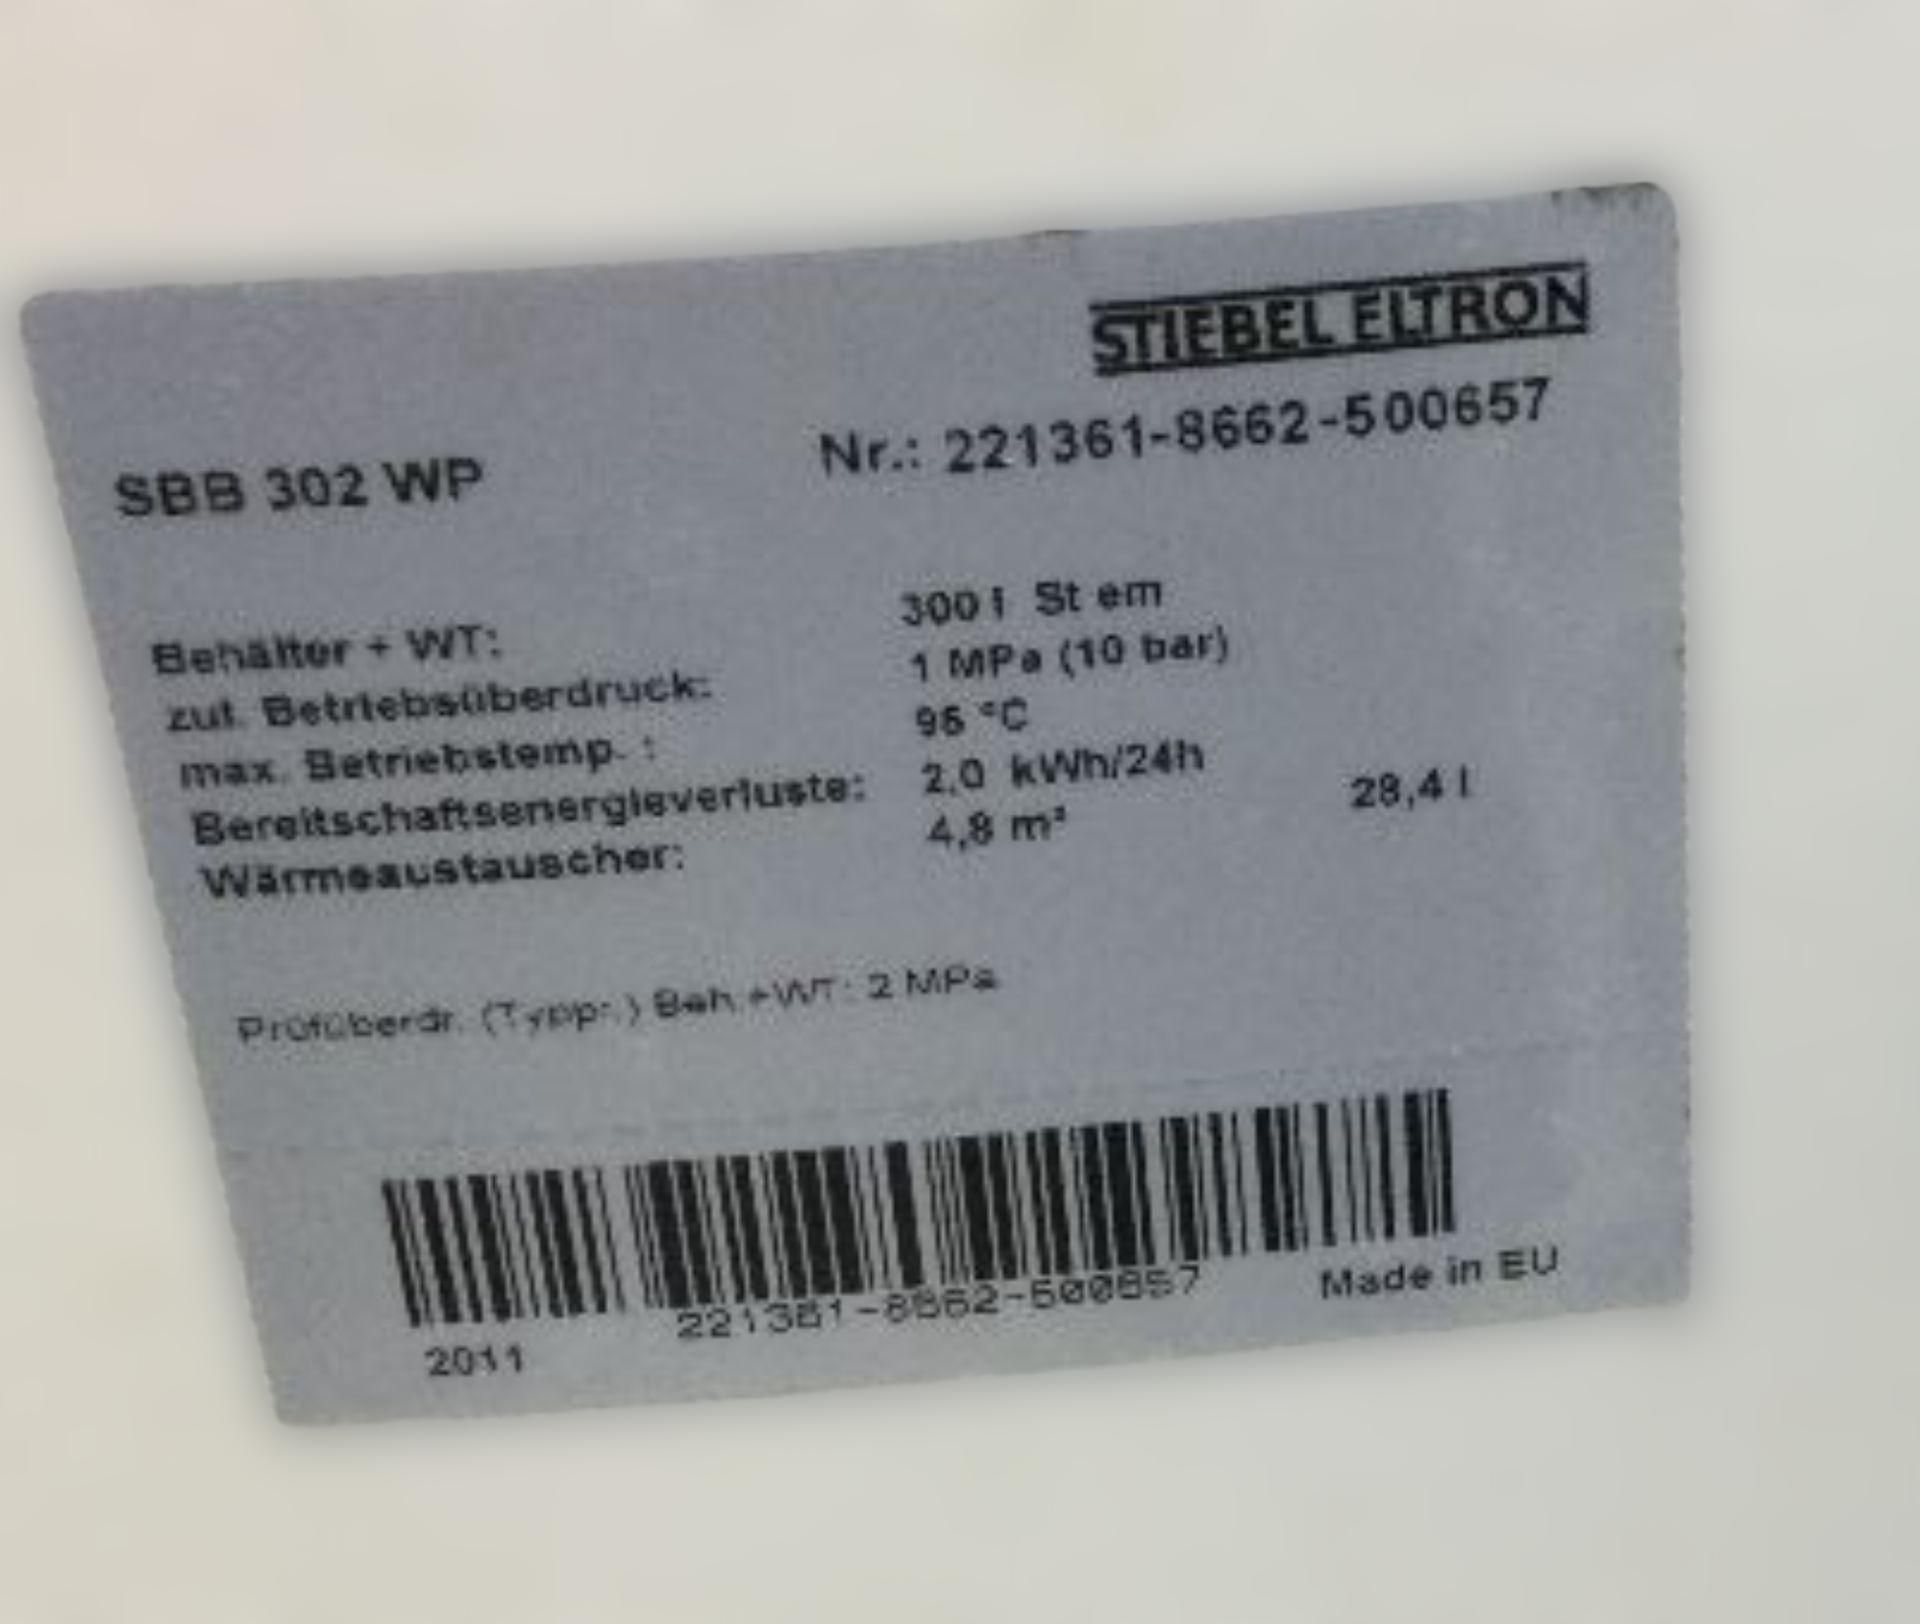 STIEBEL ELTRON
SBB 302 WP Nr.: 221361-8662-500657
Behälter + WT: 300 l St em
zul. Betriebsüberdruck: 1 MPa (10 bar)
max. Betriebstemp. : 95 °C
Bereitschaftsenergieverluste: 2,0 kWh/24h
Wärmeaustauscher: 4,8 m² 28,4 l
Prüfüberdr. (Typpr.) Beh.+WT: 2 MPa
221361-8662-500657 Made in EU
2011